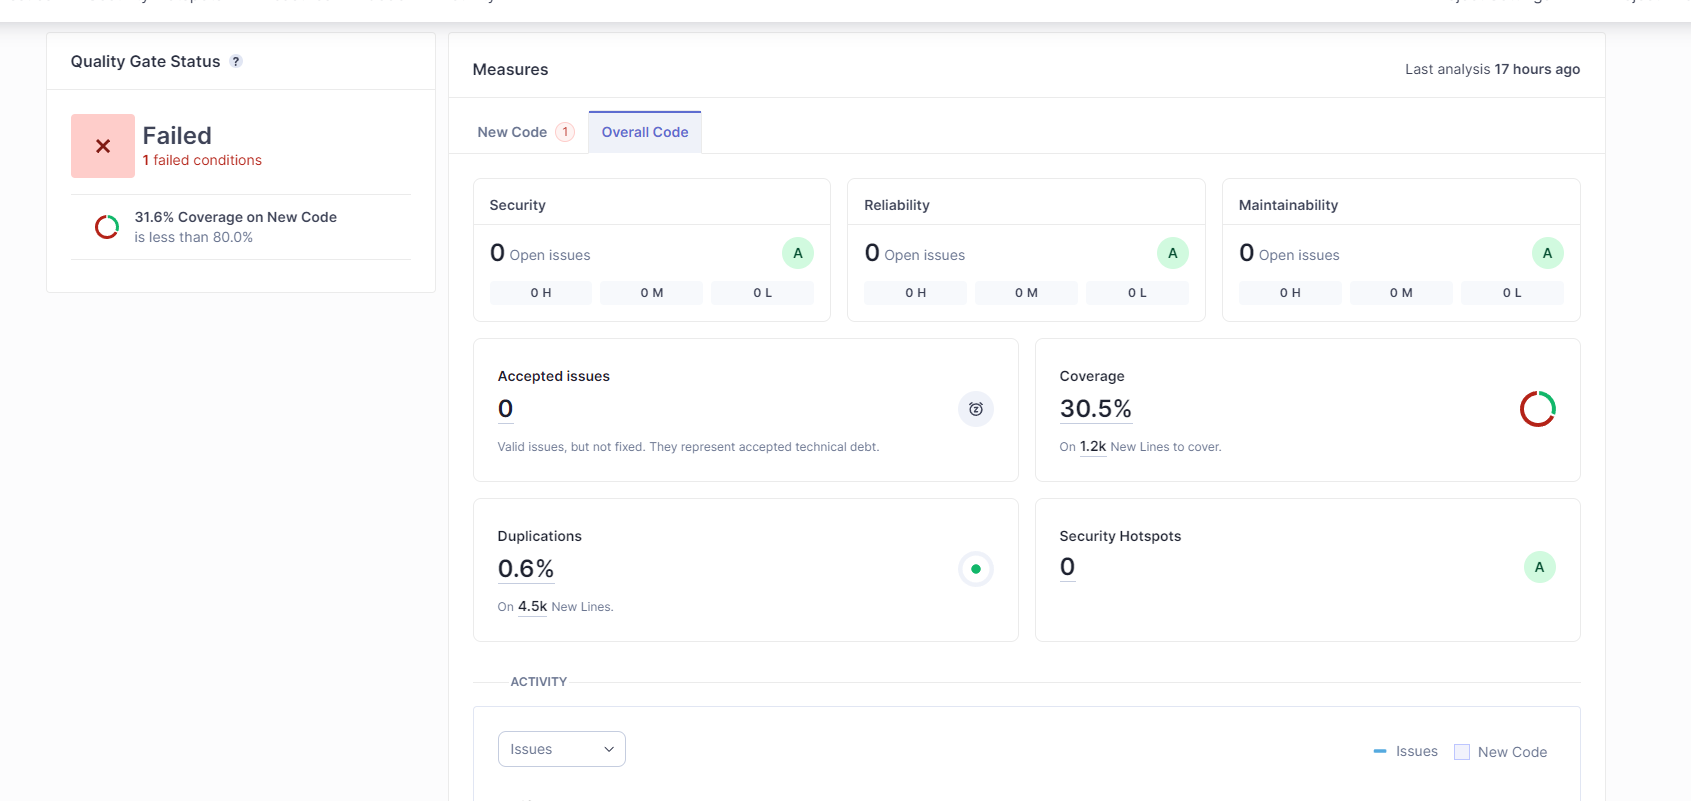 Quality Gate Status ?
Failed
1 failed conditions
31.6% Coverage on New Code
is less than 80.0%
Measures
Last analysis 17 hours ago
New Code 1
Overall Code
Security
0 Open issues
A
0 H
0 M
0 L
Reliability
0 Open issues
A
0 H
0 M
0 L
Maintainability
0 Open issues
A
0 H
0 M
0 L
Accepted issues
0
Valid issues, but not fixed. They represent accepted technical debt.
Coverage
30.5%
On 1.2k New Lines to cover.
Duplications
0.6%
On 4.5k New Lines.
Security Hotspots
0
A
ACTIVITY
Issues
Issues
New Code